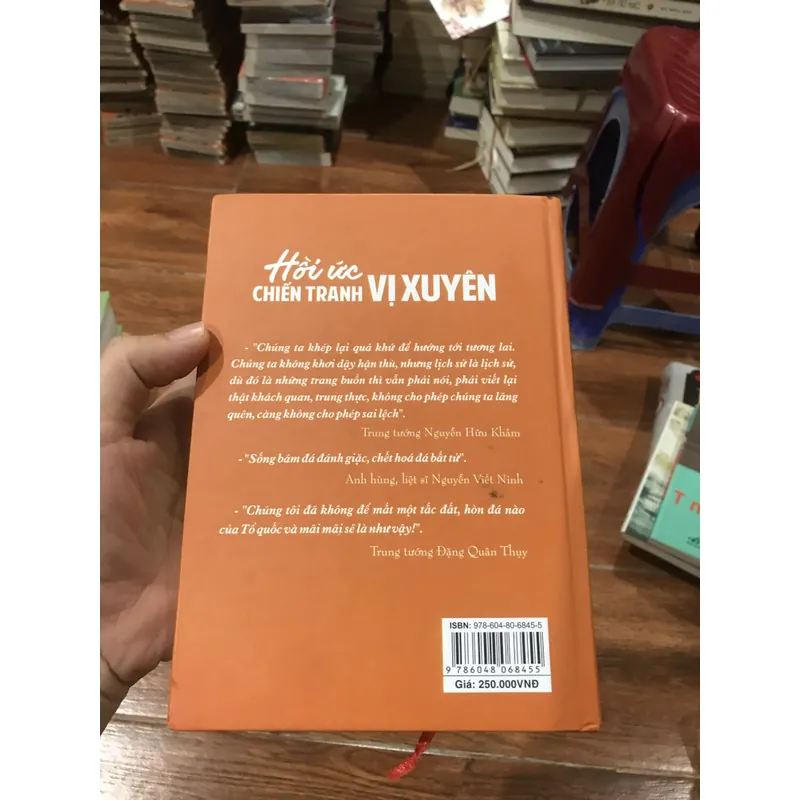 Hồi ức
CHIẾN TRANH VỊ XUYÊN
- "Chúng ta khép lại quá khứ để hướng tới tương lai.
Chúng ta không khơi dậy hận thù, nhưng lịch sử là lịch sử,
dù đó là những trang buồn thì vẫn phải nói, phải viết lại
thật khách quan, trung thực, không cho phép chúng ta lãng
quên, càng không cho phép sai lệch".
Trung tướng Nguyễn Hữu Khảm
- "Sống bám đá đánh giặc, chết hoá đá bất tử".
Anh hùng, liệt sĩ Nguyễn Viết Ninh
- "Chúng tôi đã không để mất một tấc đất, hòn đá nào
của Tổ quốc và mãi mãi sẽ là như vậy!".
Trung tướng Đặng Quân Thụy
ISBN: 978-604-80-6845-5
9 786048 068455
Giá: 250.000VNĐ